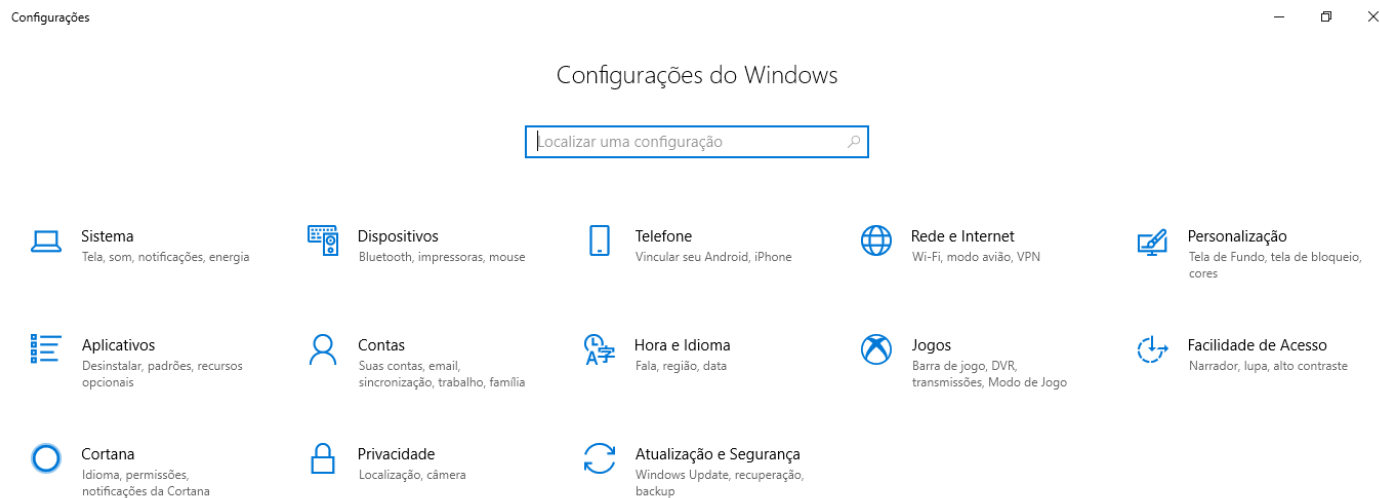 Configurações
Configurações do Windows
Localizar uma configuração
Sistema
Tela, som, notificações, energia
Dispositivos
Bluetooth, impressoras, mouse
Telefone
Vincular seu Android, iPhone
Rede e Internet
Wi-Fi, modo avião, VPN
Personalização
Tela de Fundo, tela de bloqueio,
cores
Aplicativos
Desinstalar, padrões, recursos
opcionais
Contas
Suas contas, email,
sincronização, trabalho, família
Hora e Idioma
Fala, região, data
Jogos
Barra de jogo, DVR,
transmissões, Modo de Jogo
Facilidade de Acesso
Narrador, lupa, alto contraste
Cortana
Idioma, permissões,
notificações da Cortana
Privacidade
Localização, câmera
Atualização e Segurança
Windows Update, recuperação,
backup